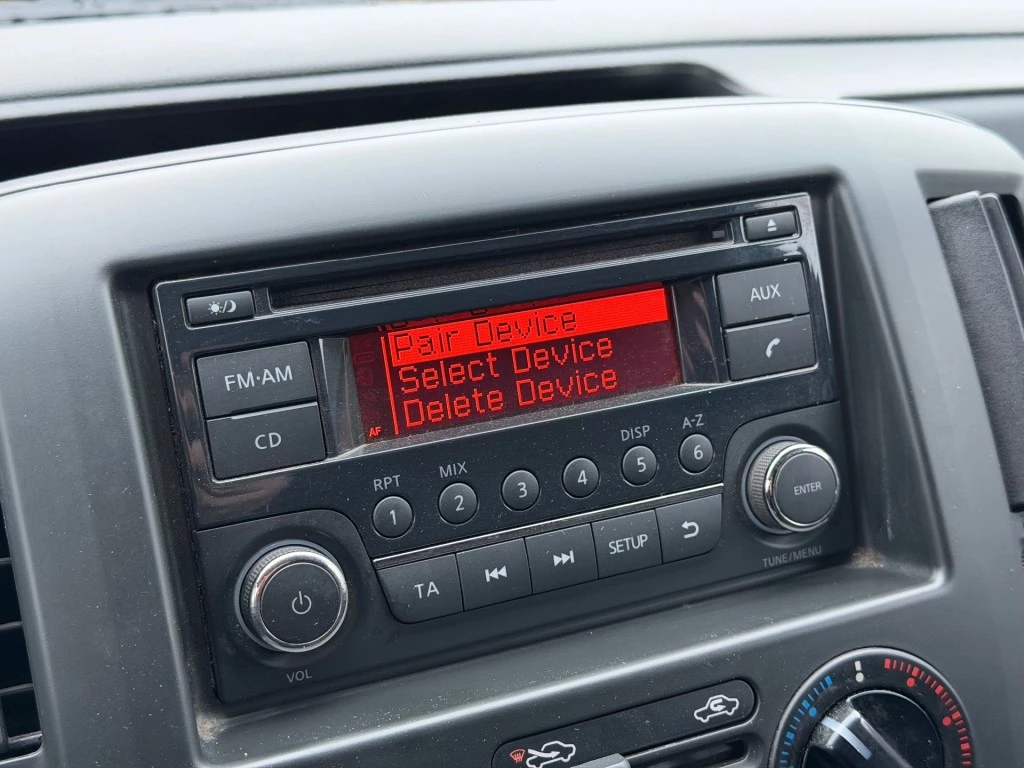 AUX
Pair Device
Select Device
Delete Device
AF
FM·AM
CD
RPT
MIX
DISP
A-Z
1
2
3
4
5
6
TA
SETUP
ENTER
TUNE/MENU
VOL